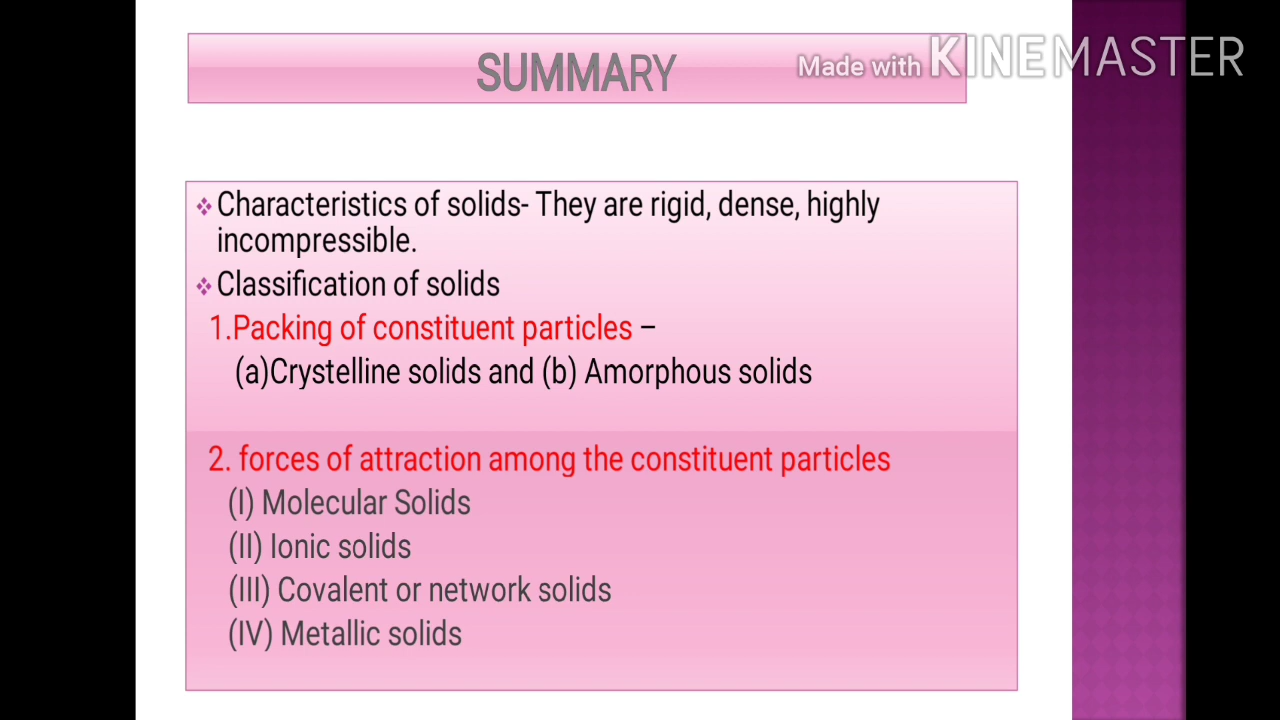 SUMMARY
Made with KINEMASTER
❖ Characteristics of solids- They are rigid, dense, highly
incompressible.
❖ Classification of solids
1.Packing of constituent particles –
(a)Crystelline solids and (b) Amorphous solids
2. forces of attraction among the constituent particles
(I) Molecular Solids
(II) Ionic solids
(III) Covalent or network solids
(IV) Metallic solids